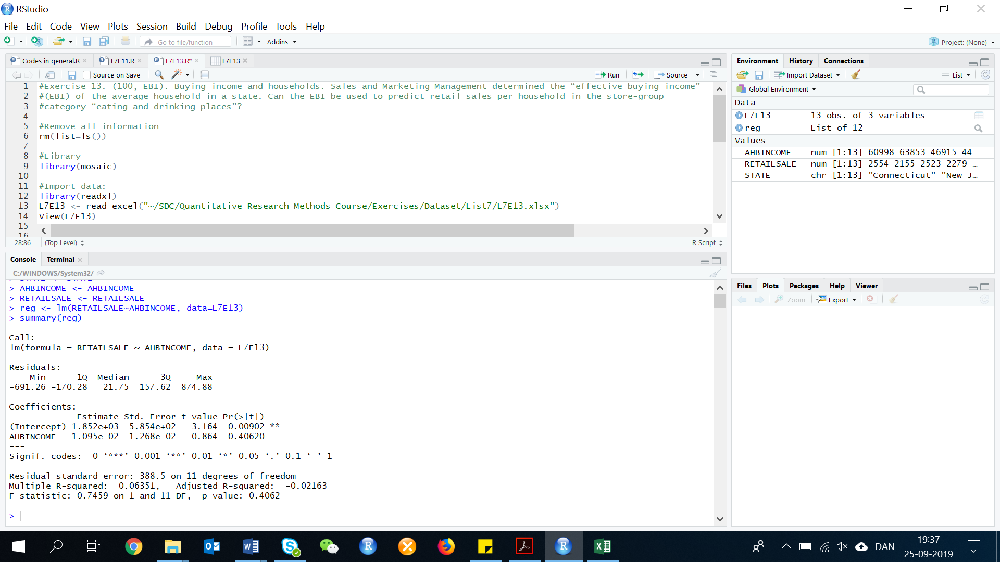 RStudio
File Edit Code View Plots Session Build Debug Profile Tools Help
Go to file/function Addins Project: (None)
Codes in general.R L7E11.R L7E13.R* L7E13
Source on Save Run Source
1 #Exercise 13. (100, EBI). Buying income and households. Sales and Marketing Management determined the “effective buying income”
2 #(EBI) of the average household in a state. Can the EBI be used to predict retail sales per household in the store-group
3 #category “eating and drinking places”?
4
5 #Remove all information
6 rm(list=ls())
7
8 #Library
9 library(mosaic)
10
11 #Import data:
12 library(readxl)
13 L7E13 <- read_excel("~/SDC/Quantitative Research Methods Course/Exercises/Dataset/List7/L7E13.xlsx")
14 View(L7E13)
15
16
28:86 (Top Level) R Script
Console Terminal
C:/WINDOWS/System32/
> AHBINCOME <- AHBINCOME
> RETAILSALE <- RETAILSALE
> reg <- lm(RETAILSALE~AHBINCOME, data=L7E13)
> summary(reg)
Call:
lm(formula = RETAILSALE ~ AHBINCOME, data = L7E13)
Residuals:
Min 1Q Median 3Q Max
-691.26 -170.28 21.75 157.62 874.88
Coefficients:
Estimate Std. Error t value Pr(>|t|)
(Intercept) 1.852e+03 5.854e+02 3.164 0.00902 **
AHBINCOME 1.095e-02 1.268e-02 0.864 0.40620
---
Signif. codes: 0 ‘***’ 0.001 ‘**’ 0.01 ‘*’ 0.05 ‘.’ 0.1 ‘ ’ 1
Residual standard error: 388.5 on 11 degrees of freedom
Multiple R-squared: 0.06351, Adjusted R-squared: -0.02163
F-statistic: 0.7459 on 1 and 11 DF, p-value: 0.4062
>
Environment History Connections
Import Dataset List
Global Environment
Data
L7E13 13 obs. of 3 variables
reg List of 12
Values
AHBINCOME num [1:13] 60998 63853 46915 44…
RETAILSALE num [1:13] 2554 2155 2523 2279 …
STATE chr [1:13] "Connecticut" "New J…
Files Plots Packages Help Viewer
Zoom Export
DAN
19:37
25-09-2019